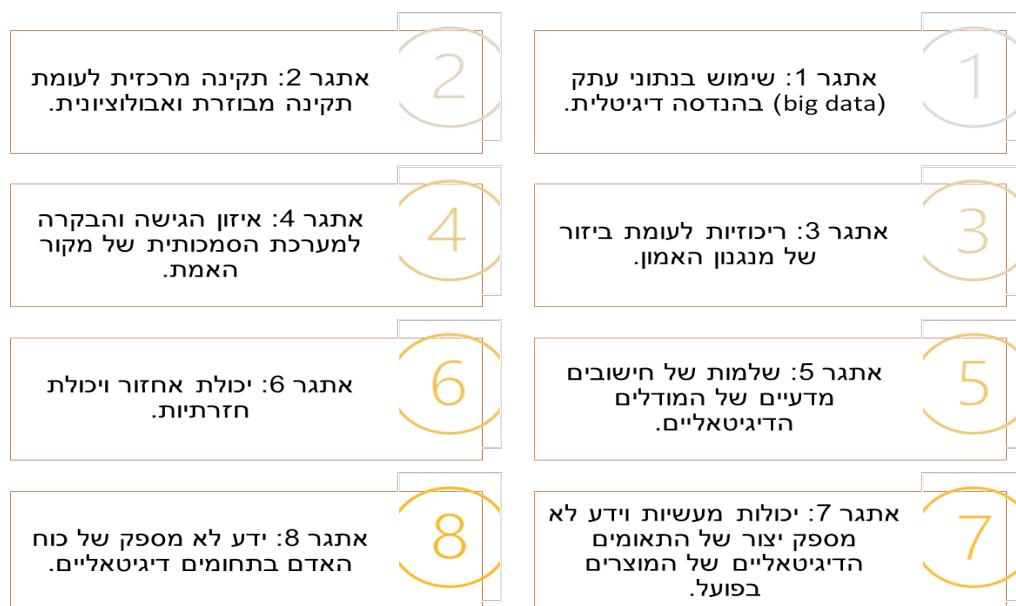 1
אתגר 1: שימוש בנתוני עתק
(big data) בהנדסה דיגיטלית.
2
אתגר 2: תקינה מרכזית לעומת
תקינה מבוזרת ואבולוציונית.
3
אתגר 3: ריכוזיות לעומת ביזור
של מנגנון האמון.
4
אתגר 4: איזון הגישה והבקרה
למערכת הסמכותית של מקור
האמת.
5
אתגר 5: שלמות של חישובים
מדעיים של המודלים
הדיגיטאליים.
6
אתגר 6: יכולת אחזור ויכולת
חזרתיות.
7
אתגר 7: יכולות מעשיות וידע לא
מספק יצור של התאומים
הדיגיטאליים של המוצרים
בפועל.
8
אתגר 8: ידע לא מספק של כוח
האדם בתחומים דיגיטאליים.